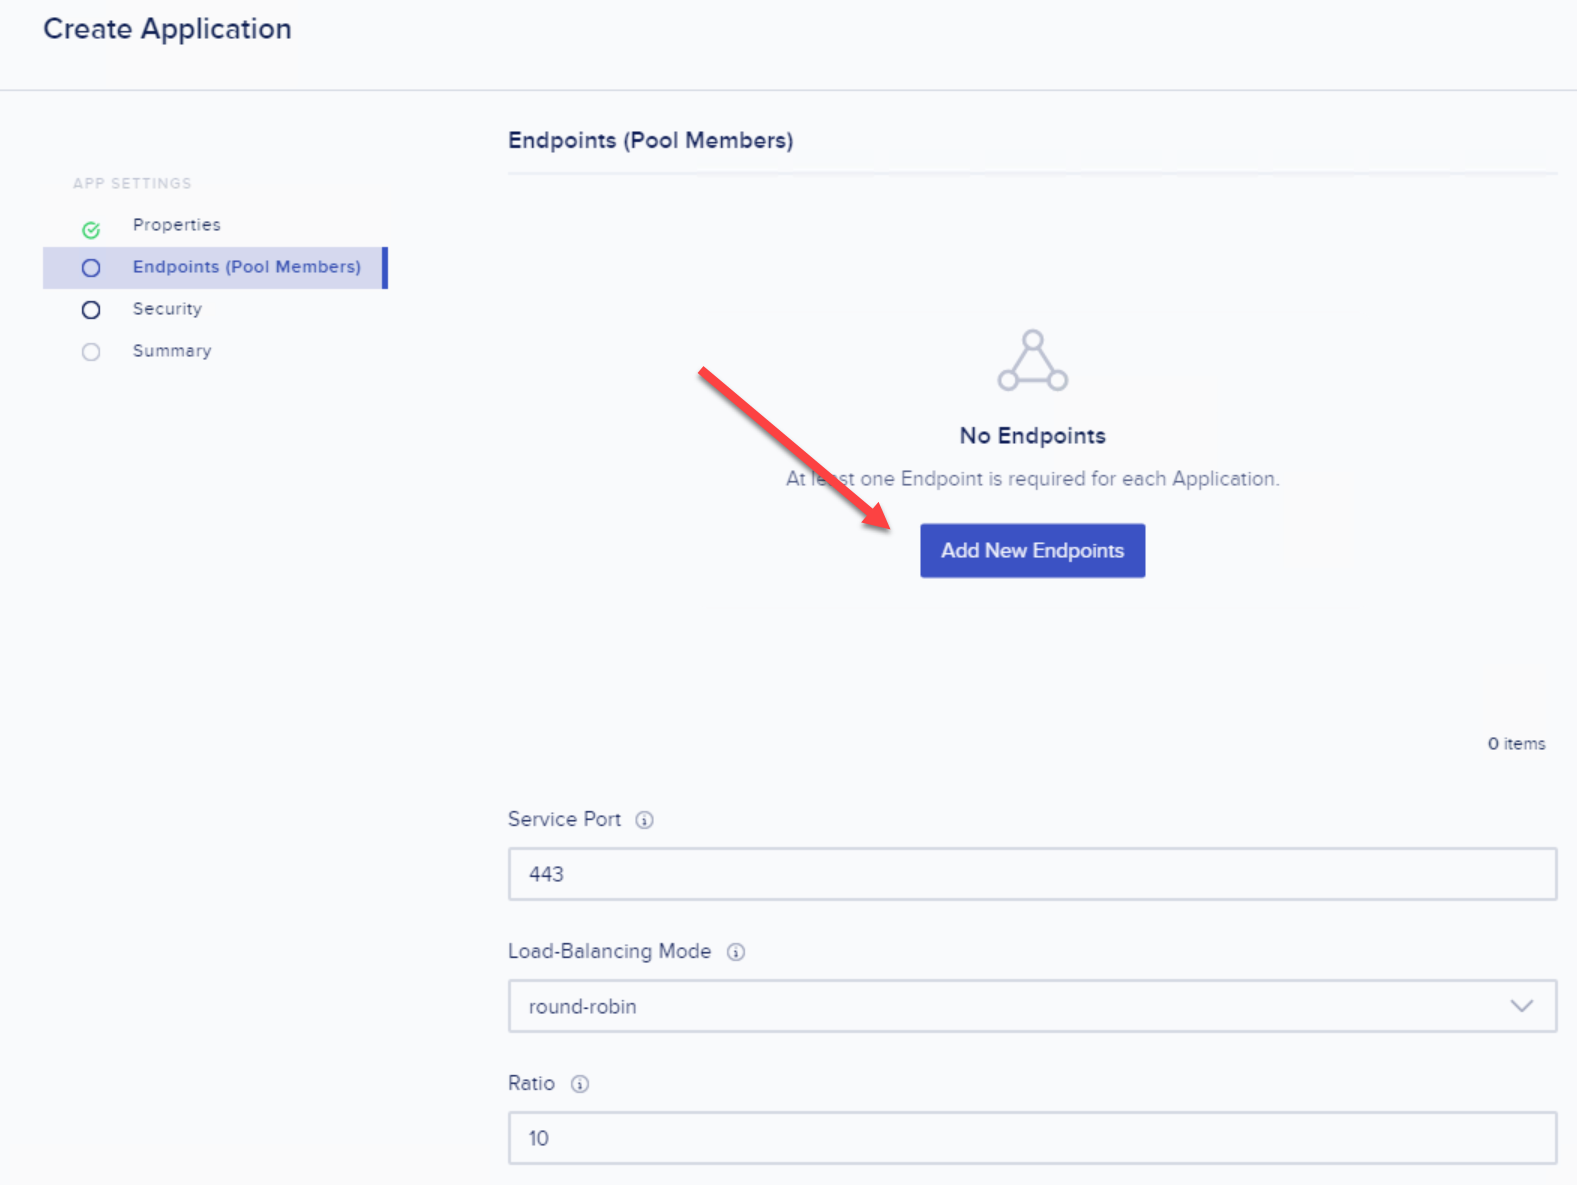 Create Application
Endpoints (Pool Members)
APP SETTINGS
Properties
Endpoints (Pool Members)
Security
Summary
No Endpoints
At least one Endpoint is required for each Application.
Add New Endpoints
0 items
Service Port
443
Load-Balancing Mode
round-robin
Ratio
10